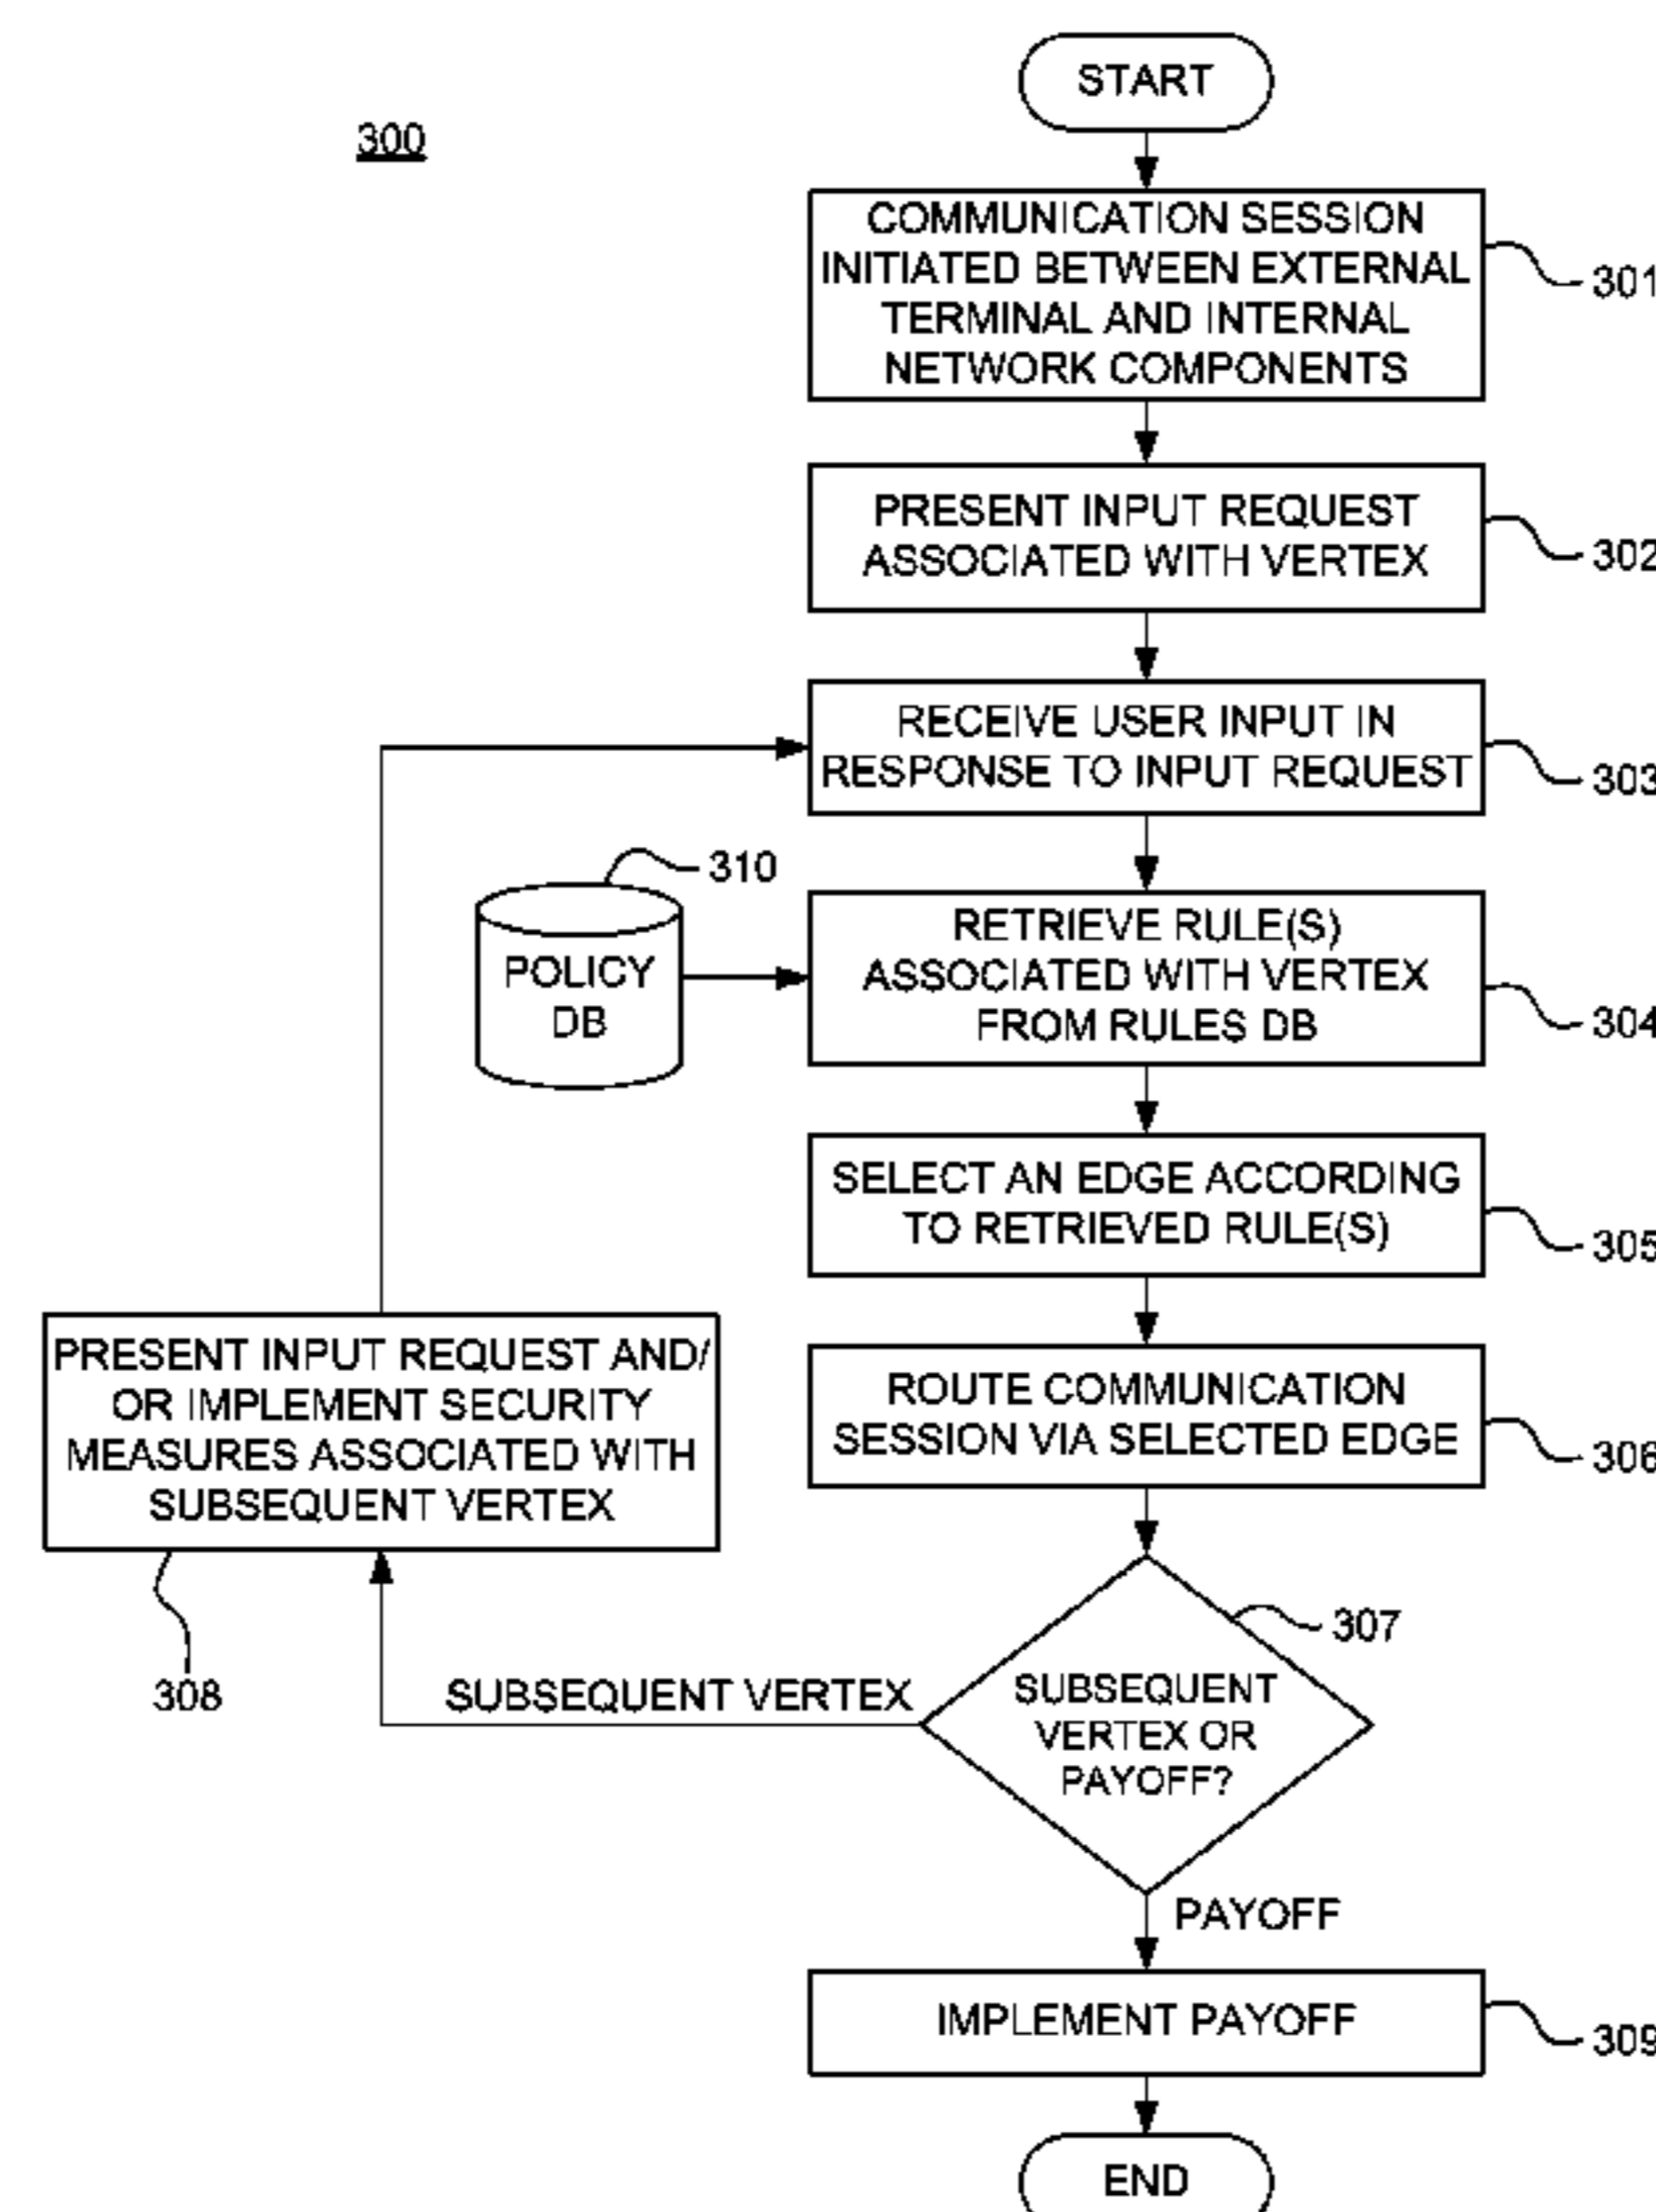 START
300
COMMUNICATION SESSION
INITIATED BETWEEN EXTERNAL
TERMINAL AND INTERNAL
NETWORK COMPONENTS
301
PRESENT INPUT REQUEST
ASSOCIATED WITH VERTEX
302
RECEIVE USER INPUT IN
RESPONSE TO INPUT REQUEST
303
310
POLICY
DB
RETRIEVE RULE(S)
ASSOCIATED WITH VERTEX
FROM RULES DB
304
SELECT AN EDGE ACCORDING
TO RETRIEVED RULE(S)
305
PRESENT INPUT REQUEST AND/
OR IMPLEMENT SECURITY
MEASURES ASSOCIATED WITH
SUBSEQUENT VERTEX
308
ROUTE COMMUNICATION
SESSION VIA SELECTED EDGE
306
307
SUBSEQUENT VERTEX
SUBSEQUENT
VERTEX OR
PAYOFF?
PAYOFF
IMPLEMENT PAYOFF
309
END